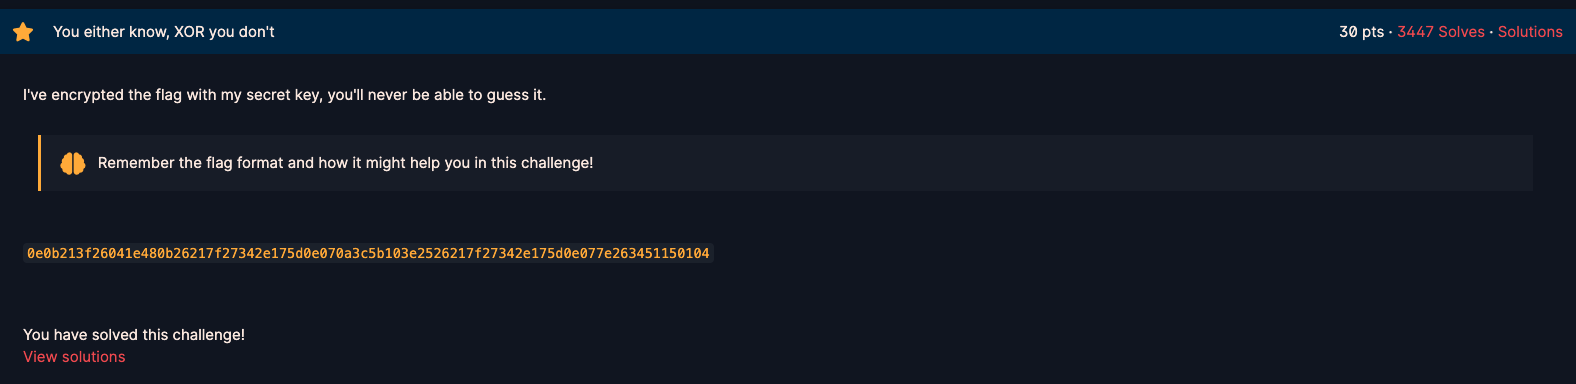 You either know, XOR you don't
30 pts · 3447 Solves · Solutions
I've encrypted the flag with my secret key, you'll never be able to guess it.
Remember the flag format and how it might help you in this challenge!
0e0b213f26041e480b26217f27342e175d0e070a3c5b103e2526217f27342e175d0e077e263451150104
You have solved this challenge!
View solutions